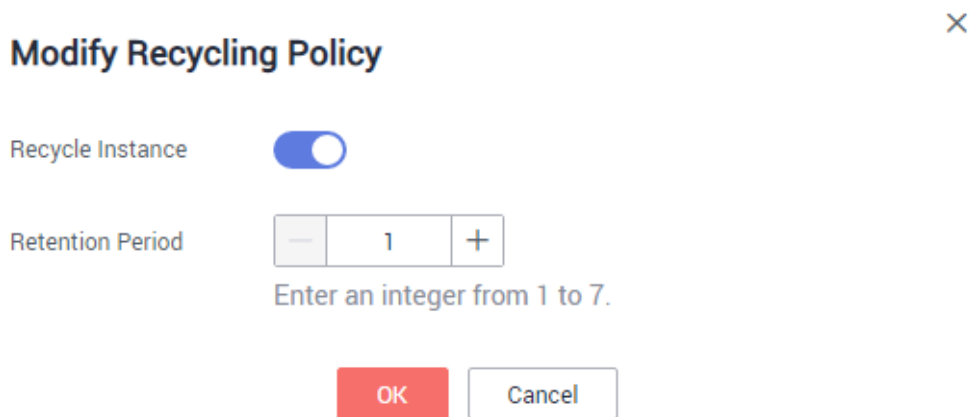 Modify Recycling Policy
Recycle Instance
Retention Period
1
Enter an integer from 1 to 7.
OK
Cancel